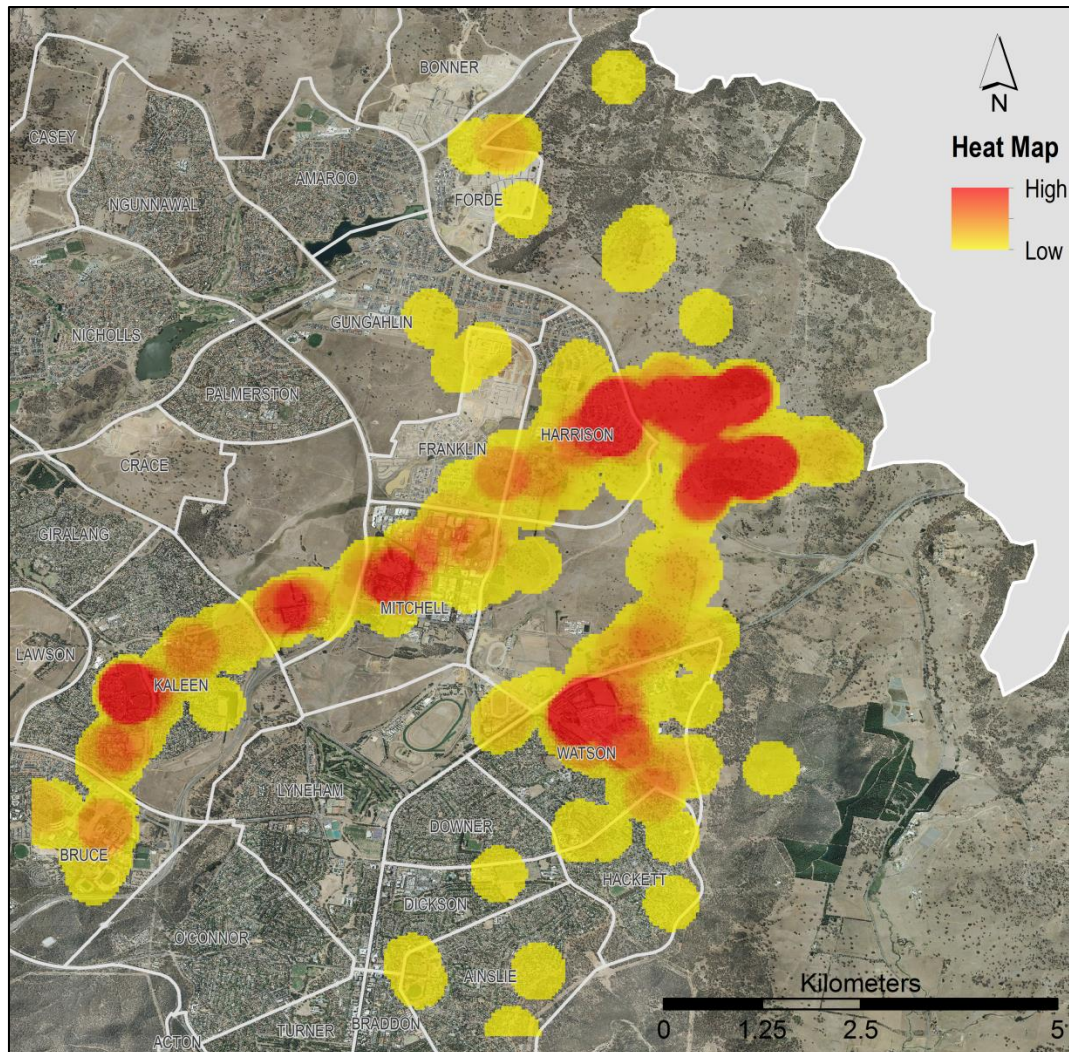 BONNER
CASEY
N
AMAROO
Heat Map
NGUNNAWAL
High
FORDE
Low
GUNGAHLIN
NICHOLLS
PALMERSTON
HARRISON
FRANKLIN
CRACE
GIRALANG
MITCHELL
LAWSON
KALEEN
WATSON
LYNEHAM
DOWNER
BRUCE
HACKETT
DICKSON
O'CONNOR
AINSLIE
Kilometers
BRADDON
TURNER
ACTON
0 1.25 2.5 5